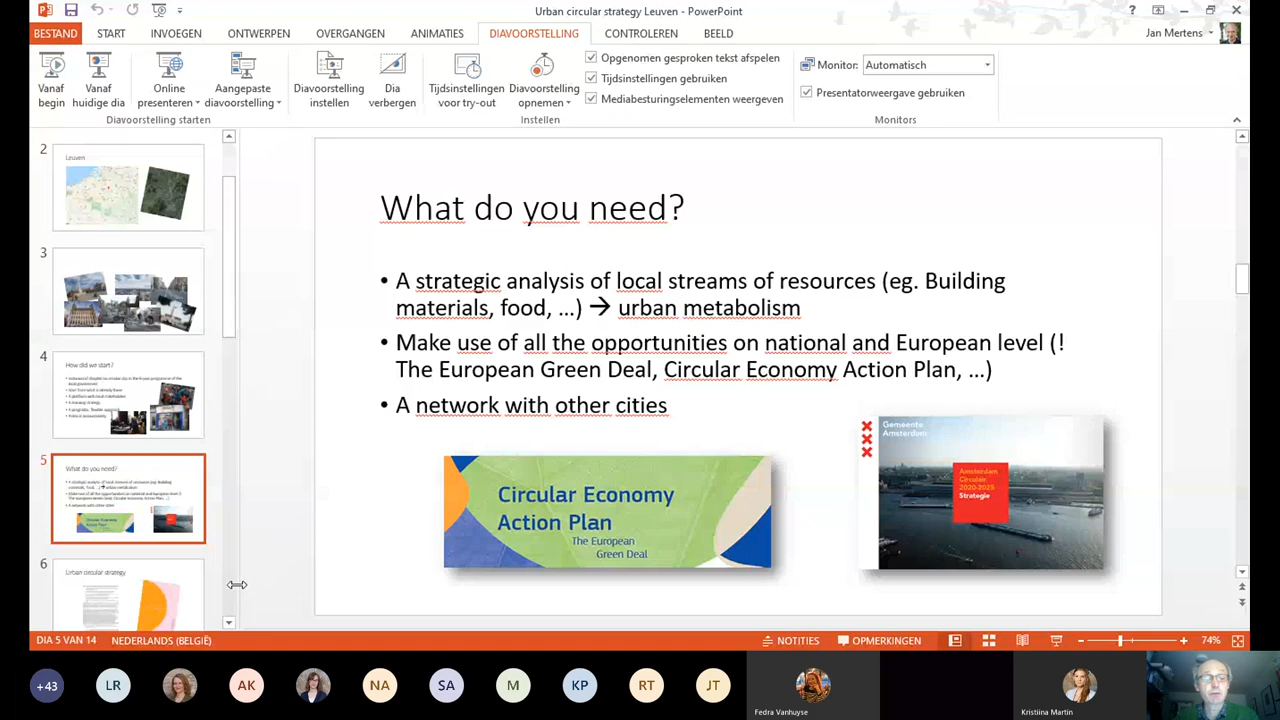 Urban circular strategy Leuven - PowerPoint
?
BESTAND START INVOEGEN ONTWERPEN OVERGANGEN ANIMATIES DIAVOORSTELLING CONTROLEREN BEELD
Jan Mertens
Vanaf begin
Vanaf huidige dia
Online presenteren
Aangepaste diavoorstelling
Diavoorstelling starten
Diavoorstelling instellen
Dia verbergen
Tijdsinstellingen voor try-out
Diavoorstelling opnemen
Opgenomen gesproken tekst afspelen
Tijdsinstellingen gebruiken
Mediabesturingselementen weergeven
Instellen
Monitor: Automatisch
Presentatorweergave gebruiken
Monitors
2
Leuven
3
4
How did we start?
5
What do you need?
6
Urban circular strategy
What do you need?
• A strategic analysis of local streams of resources (eg. Building
materials, food, …) → urban metabolism
• Make use of all the opportunities on national and European level (!
The European Green Deal, Circular Economy Action Plan, …)
• A network with other cities
Circular Economy
Action Plan
The European
Green Deal
Gemeente
Amsterdam
Amsterdam
Circulair
2020-2025
Strategie
DIA 5 VAN 14 NEDERLANDS (BELGIË)
NOTITIES OPMERKINGEN 74%
+43 LR AK NA SA M KP RT JT
Fedra Vanhuyse
Kristiina Martin